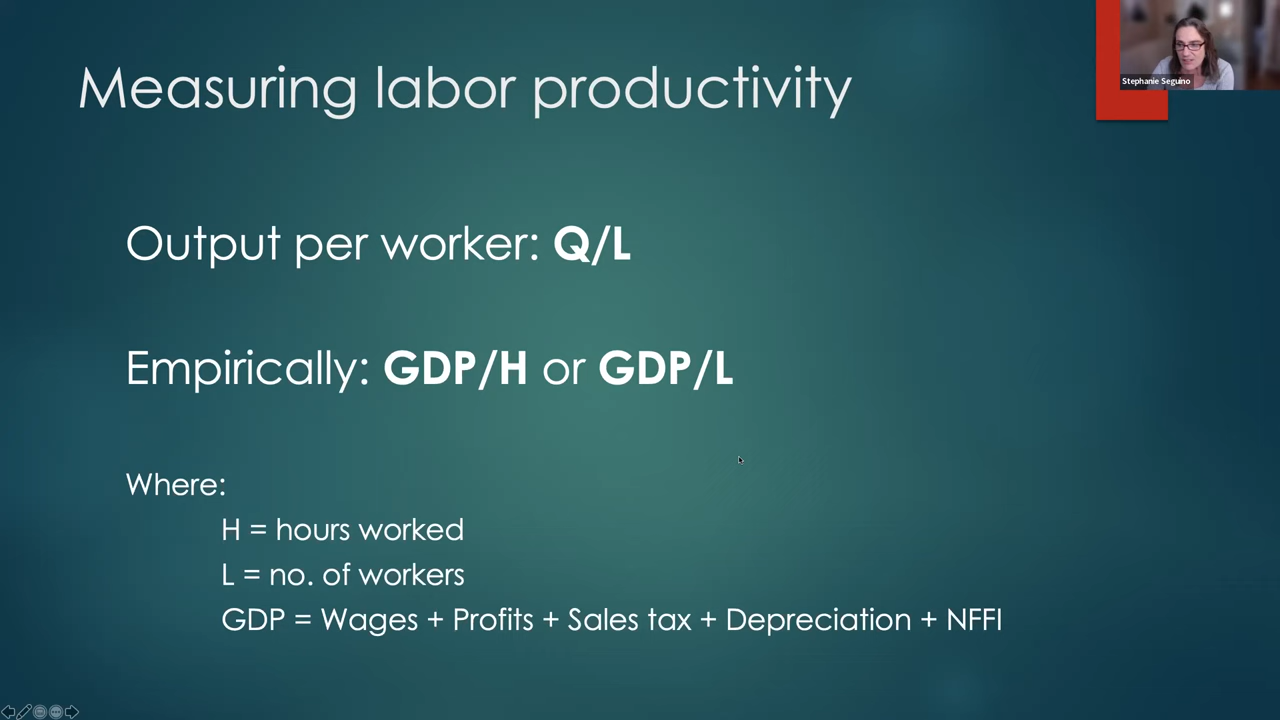 Measuring labor productivity
Stephanie Seguino
Output per worker: Q/L
Empirically: GDP/H or GDP/L
Where:
H = hours worked
L = no. of workers
GDP = Wages + Profits + Sales tax + Depreciation + NFFI